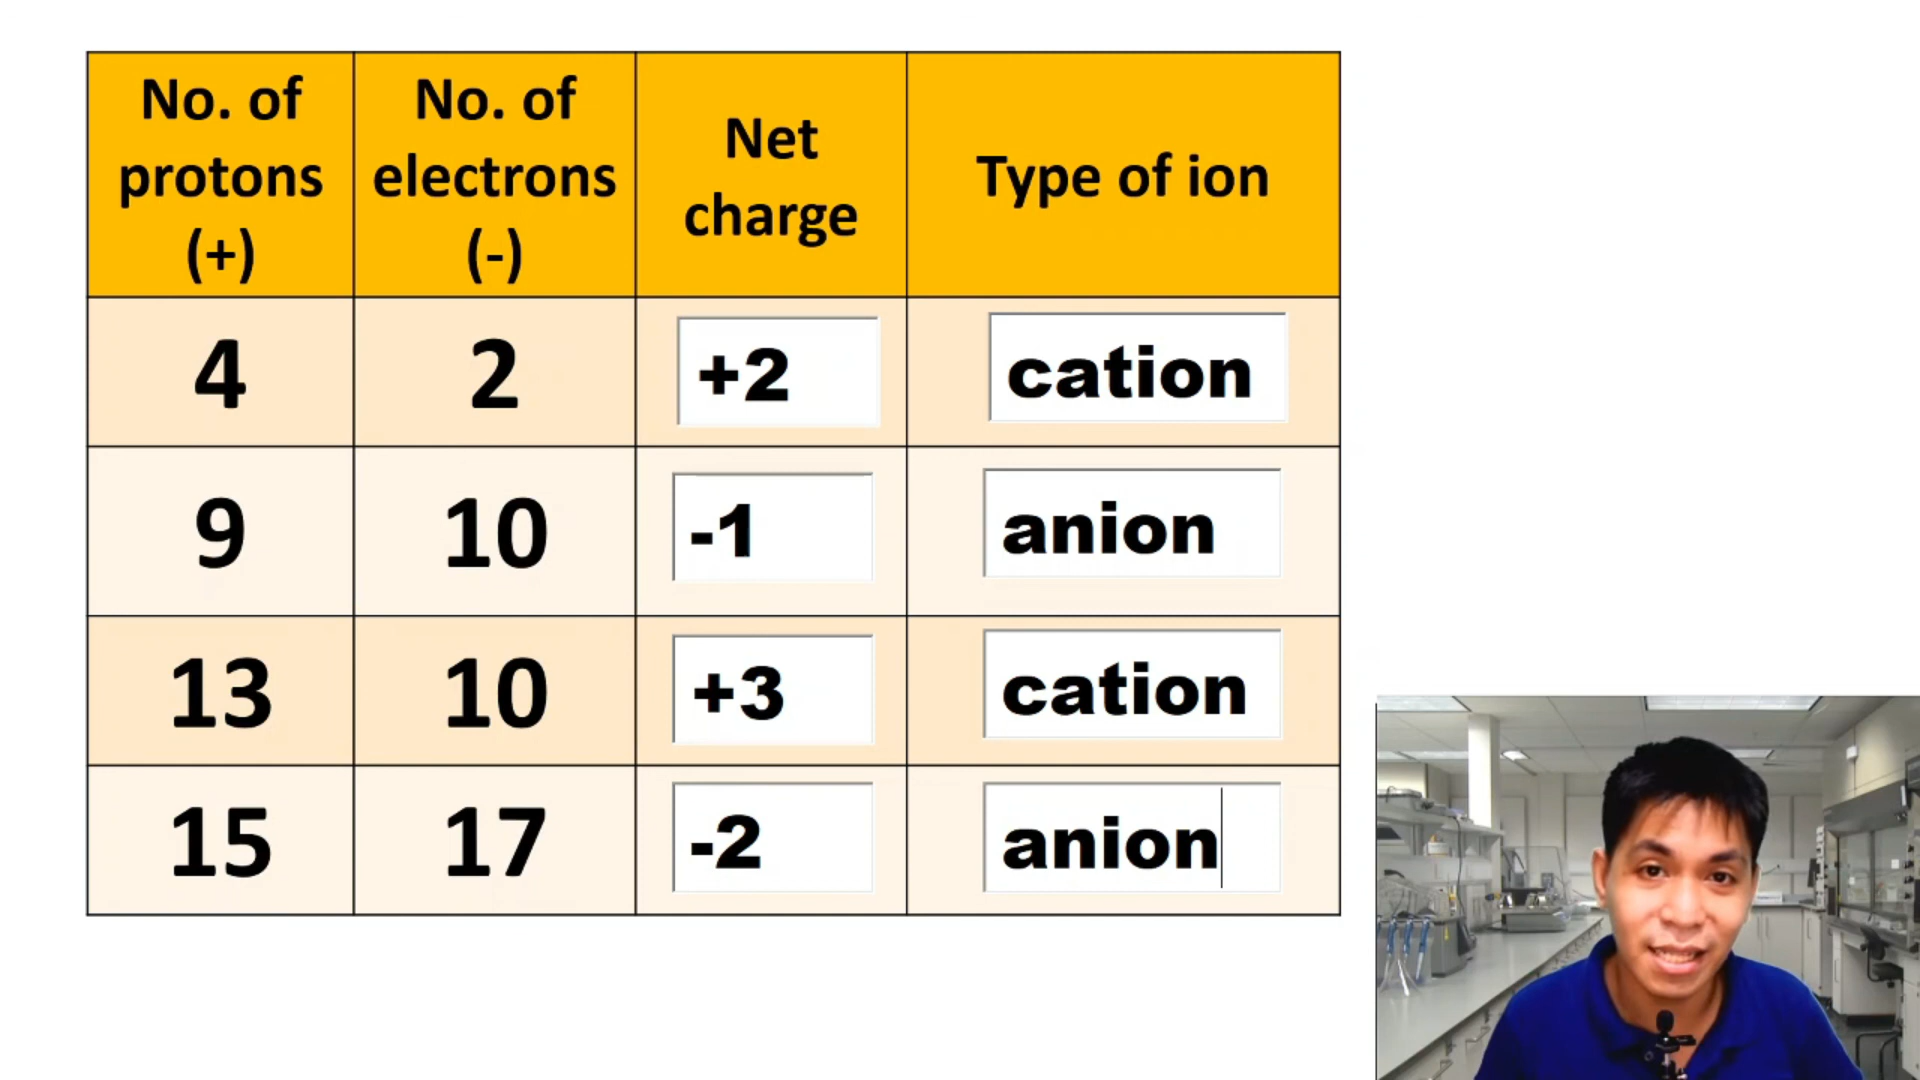 No. of protons (+)
No. of electrons (-)
Net charge
Type of ion
4 2 +2 cation
9 10 -1 anion
13 10 +3 cation
15 17 -2 anion